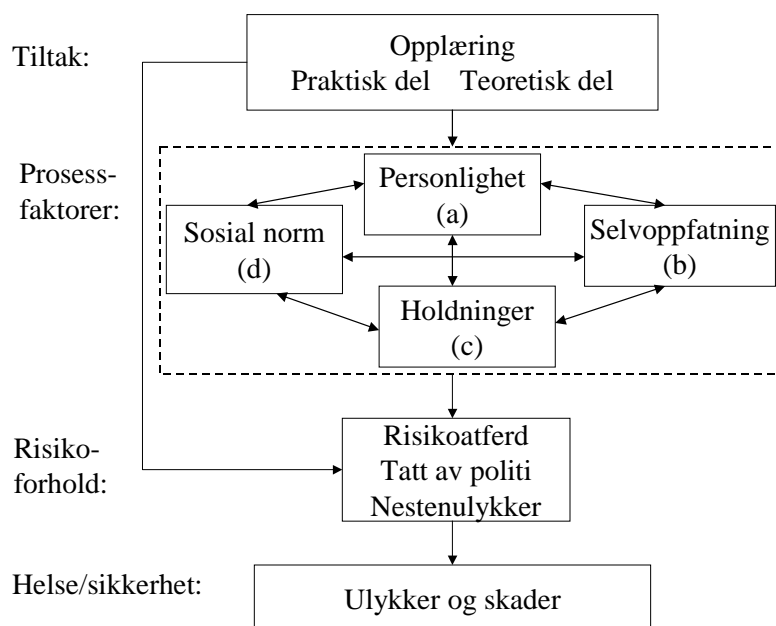 Tiltak:
Opplæring
Praktisk del Teoretisk del
Prosess-
faktorer:
Personlighet
(a)
Sosial norm
(d)
Selvoppfatning
(b)
Holdninger
(c)
Risiko-
forhold:
Risikoatferd
Tatt av politi
Nestenulykker
Helse/sikkerhet:
Ulykker og skader